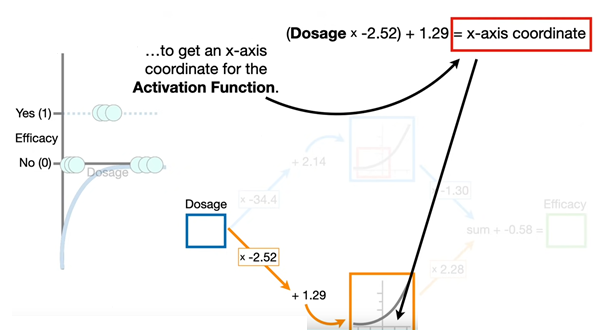 (Dosage x -2.52) + 1.29 = x-axis coordinate
…to get an x-axis
coordinate for the
Activation Function.
Yes (1)
Efficacy
No (0)
Dosage
+ 2.14
x -34.4
-1.30
Dosage
Efficacy
sum + -0.58 =
x -2.52
x 2.28
+ 1.29